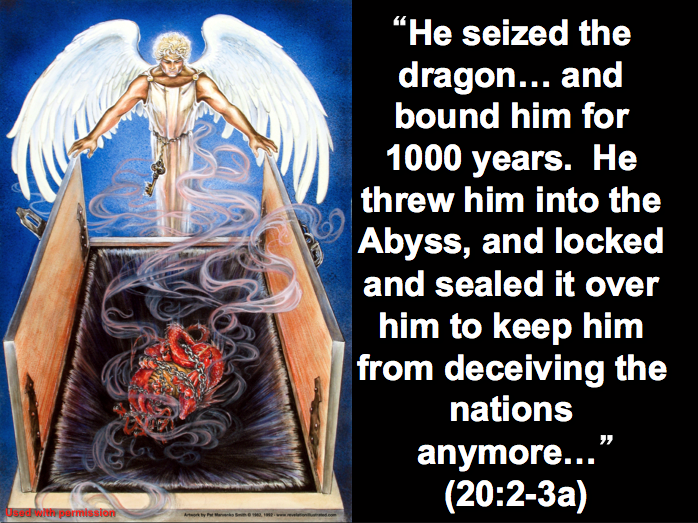 “He seized the
dragon… and
bound him for
1000 years.  He
threw him into the
Abyss, and locked
and sealed it over
him to keep him
from deceiving the
nations
anymore…”
(20:2-3a)
Used with permission
Artwork by Pat Marvenko Smith © 1982, 1992 - www.revelationillustrated.com